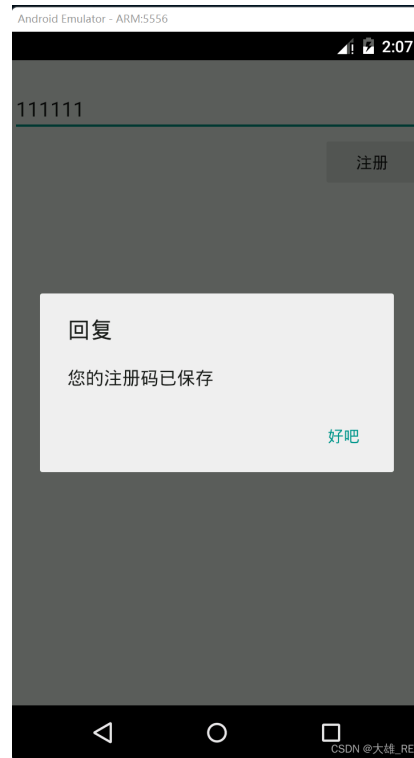 Android Emulator - ARM:5556
2:07
111111
注册
回复
您的注册码已保存
好吧
CSDN @大雄_RE